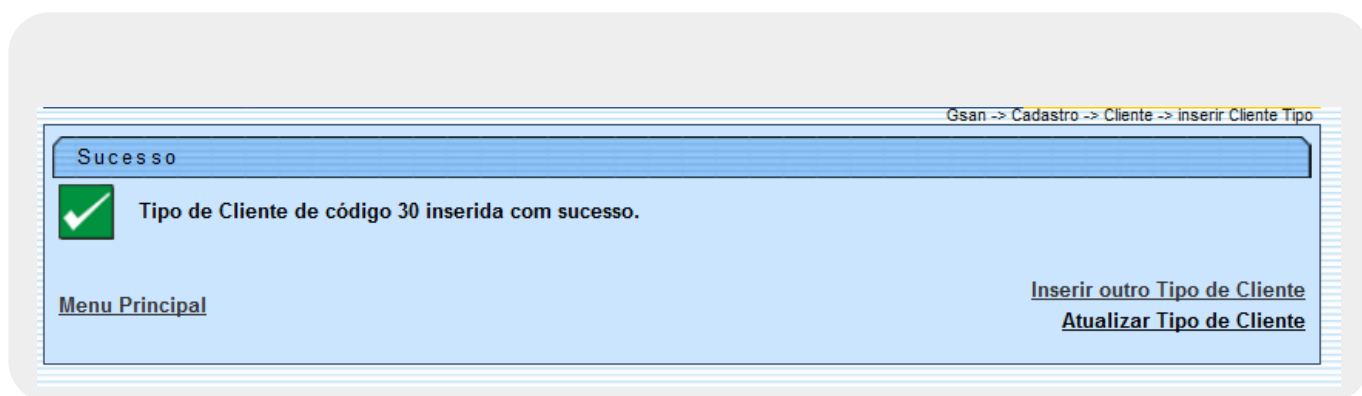 Gsan -> Cadastro -> Cliente -> inserir Cliente Tipo
Sucesso
Tipo de Cliente de código 30 inserida com sucesso.
Inserir outro Tipo de Cliente
Menu Principal
Atualizar Tipo de Cliente